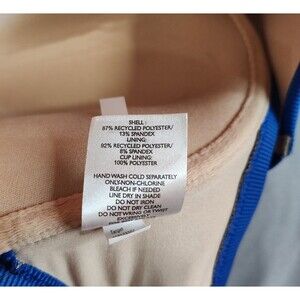 SHELL:
87% RECYCLED POLYESTER/
13% SPANDEX
LINING:
92% RECYCLED POLYESTER/
8% SPANDEX
CUP LINING:
100% POLYESTER
HAND WASH COLD SEPARATELY
ONLY-NON-CHLORINE
BLEACH IF NEEDED
LINE DRY IN SHADE
DO NOT IRON
DO NOT DRY CLEAN
DO NOT WRING OR TWIST